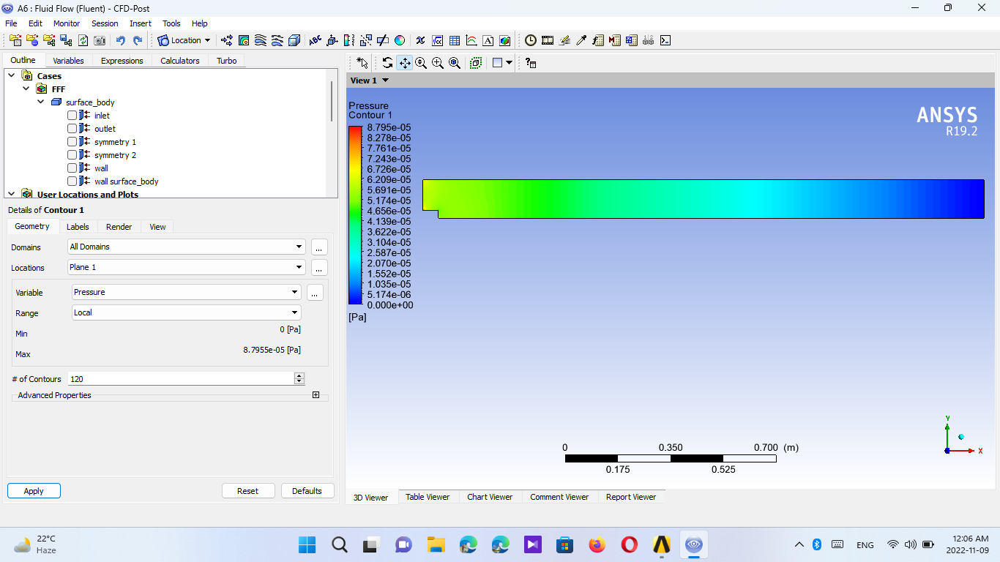 A6 : Fluid Flow (Fluent) - CFD-Post
File Edit Monitor Session Insert Tools Help
Location
Outline Variables Expressions Calculators Turbo
Cases
FFF
surface_body
inlet
outlet
symmetry 1
symmetry 2
wall
wall surface_body
User Locations and Plots
Details of Contour 1
Geometry Labels Render View
Domains All Domains ...
Locations Plane 1 ...
Variable Pressure ...
Range Local
Min 0 [Pa]
Max 8.7955e-05 [Pa]
# of Contours 120
Advanced Properties
Apply Reset Defaults
View 1
Pressure
Contour 1
8.795e-05
8.278e-05
7.761e-05
7.243e-05
6.726e-05
6.209e-05
5.691e-05
5.174e-05
4.656e-05
4.139e-05
3.622e-05
3.104e-05
2.587e-05
2.070e-05
1.552e-05
1.035e-05
5.174e-06
0.000e+00
[Pa]
ANSYS
R19.2
0 0.350 0.700 (m)
0.175 0.525
Y
X
3D Viewer Table Viewer Chart Viewer Comment Viewer Report Viewer
22°C
Haze
ENG
12:06 AM
2022-11-09